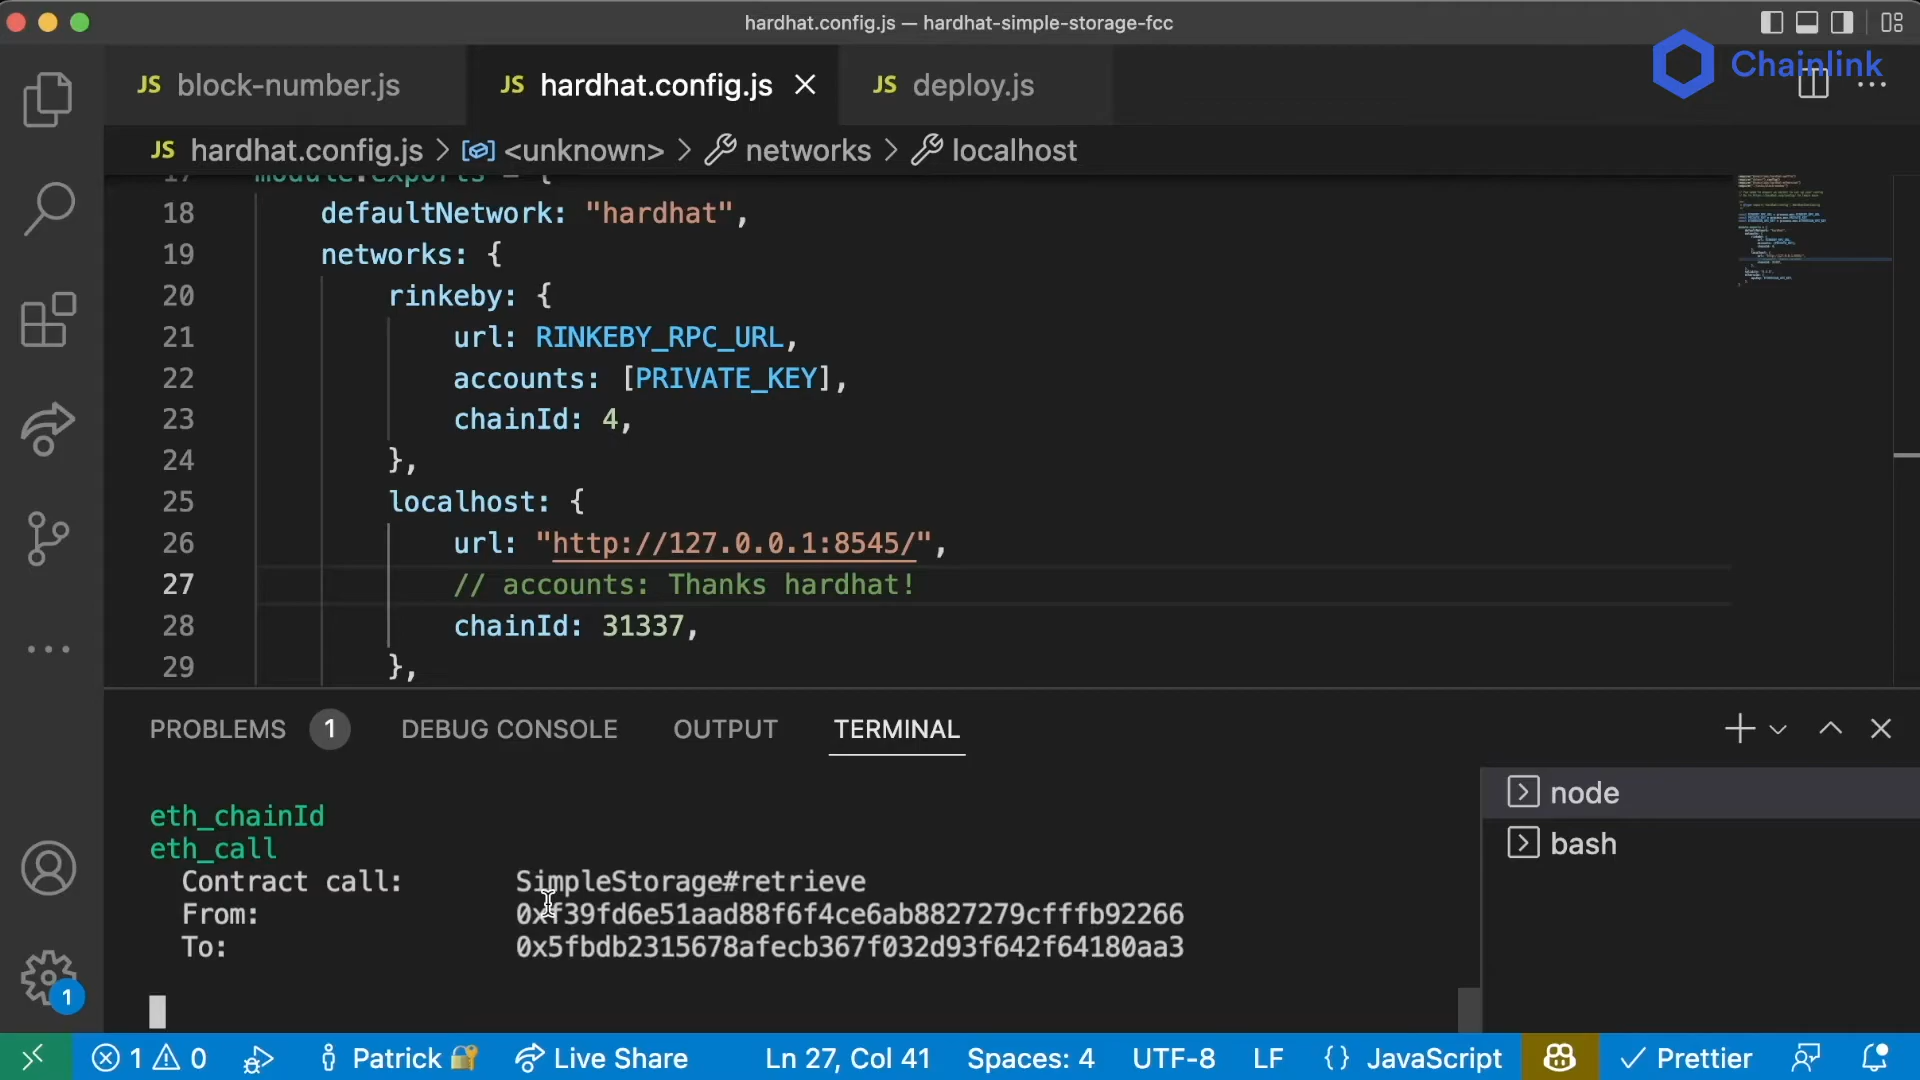 hardhat.config.js — hardhat-simple-storage-fcc
Chainlink
JS block-number.js
JS hardhat.config.js
JS deploy.js
JS hardhat.config.js > <unknown> > networks > localhost
17 module.exports = {
18 defaultNetwork: "hardhat",
19 networks: {
20 rinkeby: {
21 url: RINKEBY_RPC_URL,
22 accounts: [PRIVATE_KEY],
23 chainId: 4,
24 },
25 localhost: {
26 url: "http://127.0.0.1:8545/",
27 // accounts: Thanks hardhat!
28 chainId: 31337,
29 },
PROBLEMS 1 DEBUG CONSOLE OUTPUT TERMINAL
eth_chainId
eth_call
Contract call: SimpleStorage#retrieve
From: 0xf39fd6e51aad88f6f4ce6ab8827279cfffb92266
To: 0x5fbdb2315678afecb367f032d93f642f64180aa3
node
bash
1
1 0 Patrick Live Share Ln 27, Col 41 Spaces: 4 UTF-8 LF {} JavaScript Prettier